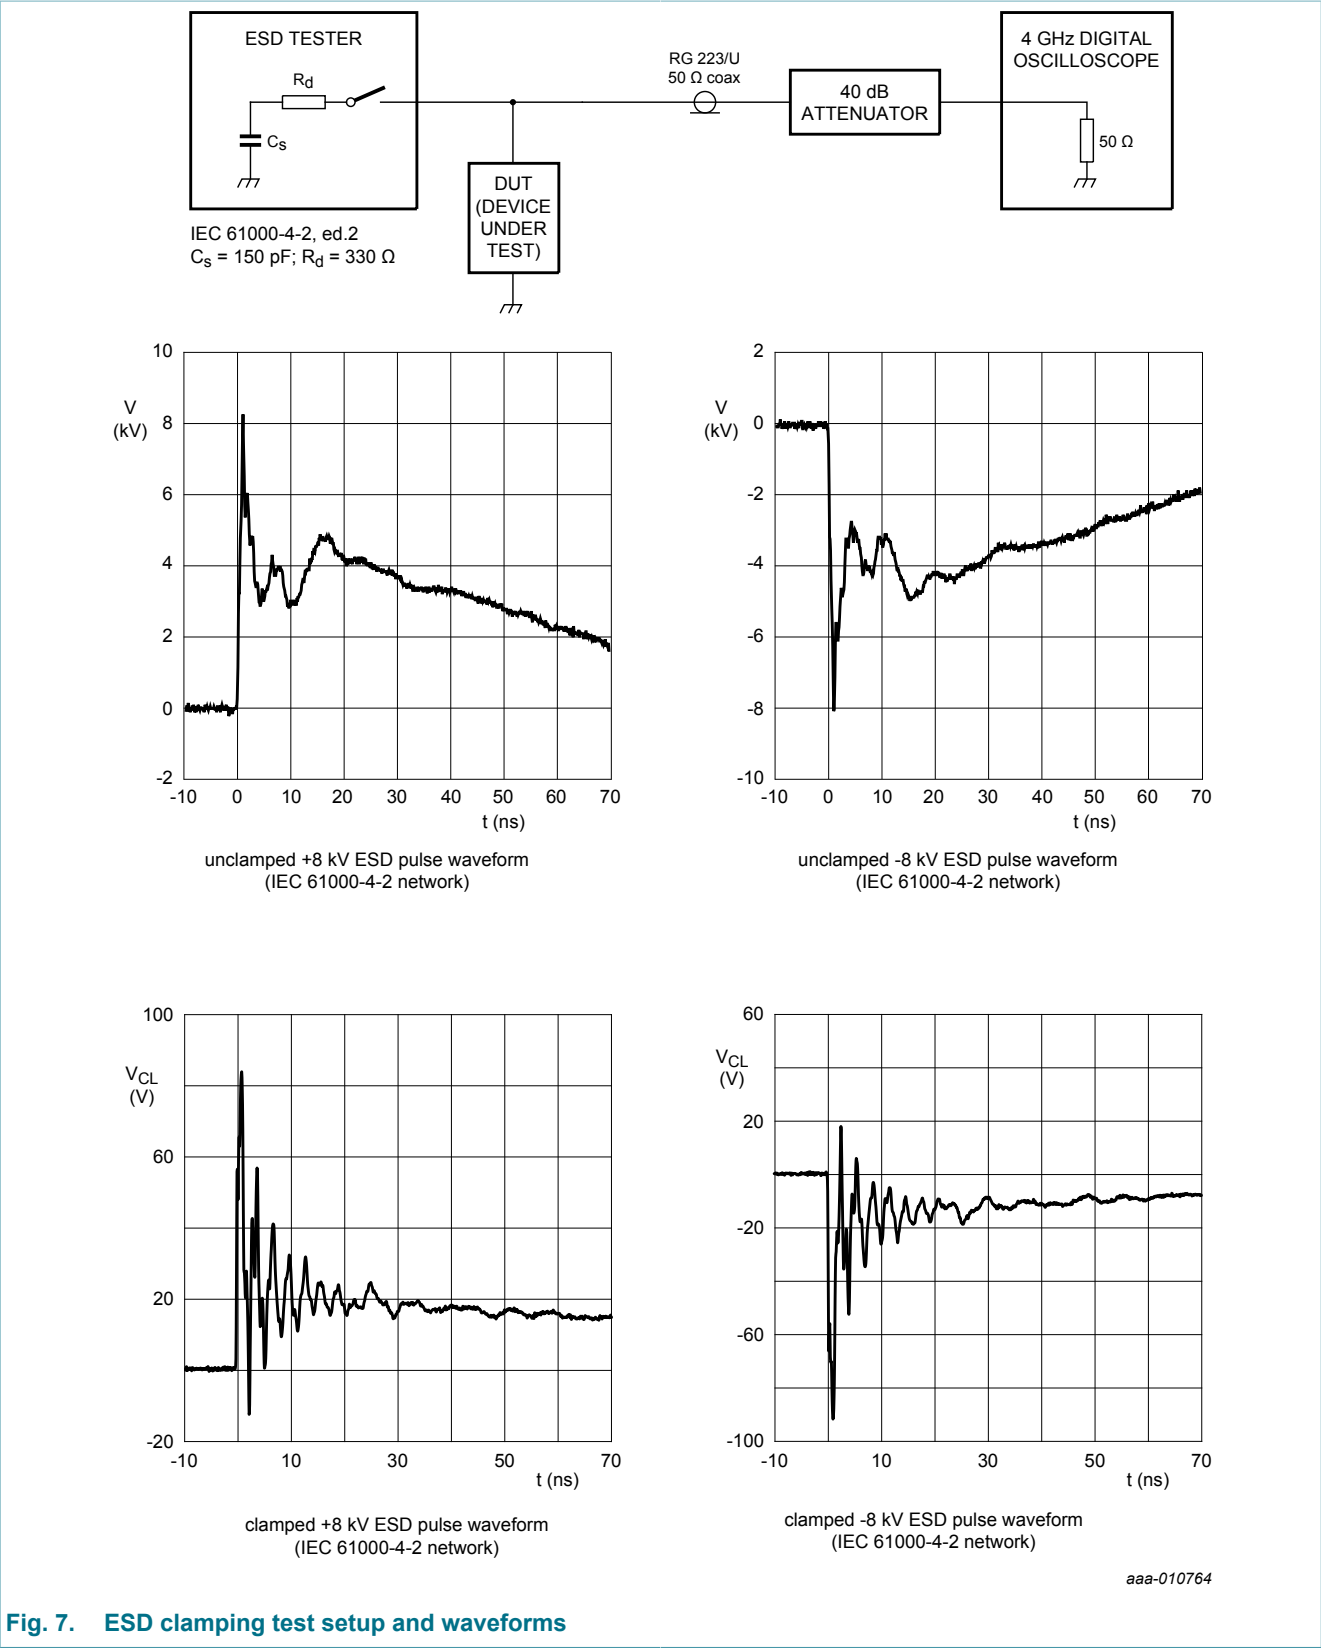 ESD TESTER
Rd
Cs
IEC 61000-4-2, ed.2
Cs = 150 pF; Rd = 330 Ω
DUT
(DEVICE
UNDER
TEST)
RG 223/U
50 Ω coax
40 dB
ATTENUATOR
4 GHz DIGITAL
OSCILLOSCOPE
50 Ω
V
(kV)
10
8
6
4
2
0
-2
-10 0 10 20 30 40 50 60 70
t (ns)
unclamped +8 kV ESD pulse waveform
(IEC 61000-4-2 network)
V
(kV)
2
0
-2
-4
-6
-8
-10
-10 0 10 20 30 40 50 60 70
t (ns)
unclamped -8 kV ESD pulse waveform
(IEC 61000-4-2 network)
VCL
(V)
100
60
20
-20
-10 10 30 50 70
t (ns)
clamped +8 kV ESD pulse waveform
(IEC 61000-4-2 network)
VCL
(V)
60
20
-20
-60
-100
-10 10 30 50 70
t (ns)
clamped -8 kV ESD pulse waveform
(IEC 61000-4-2 network)
aaa-010764
Fig. 7. ESD clamping test setup and waveforms